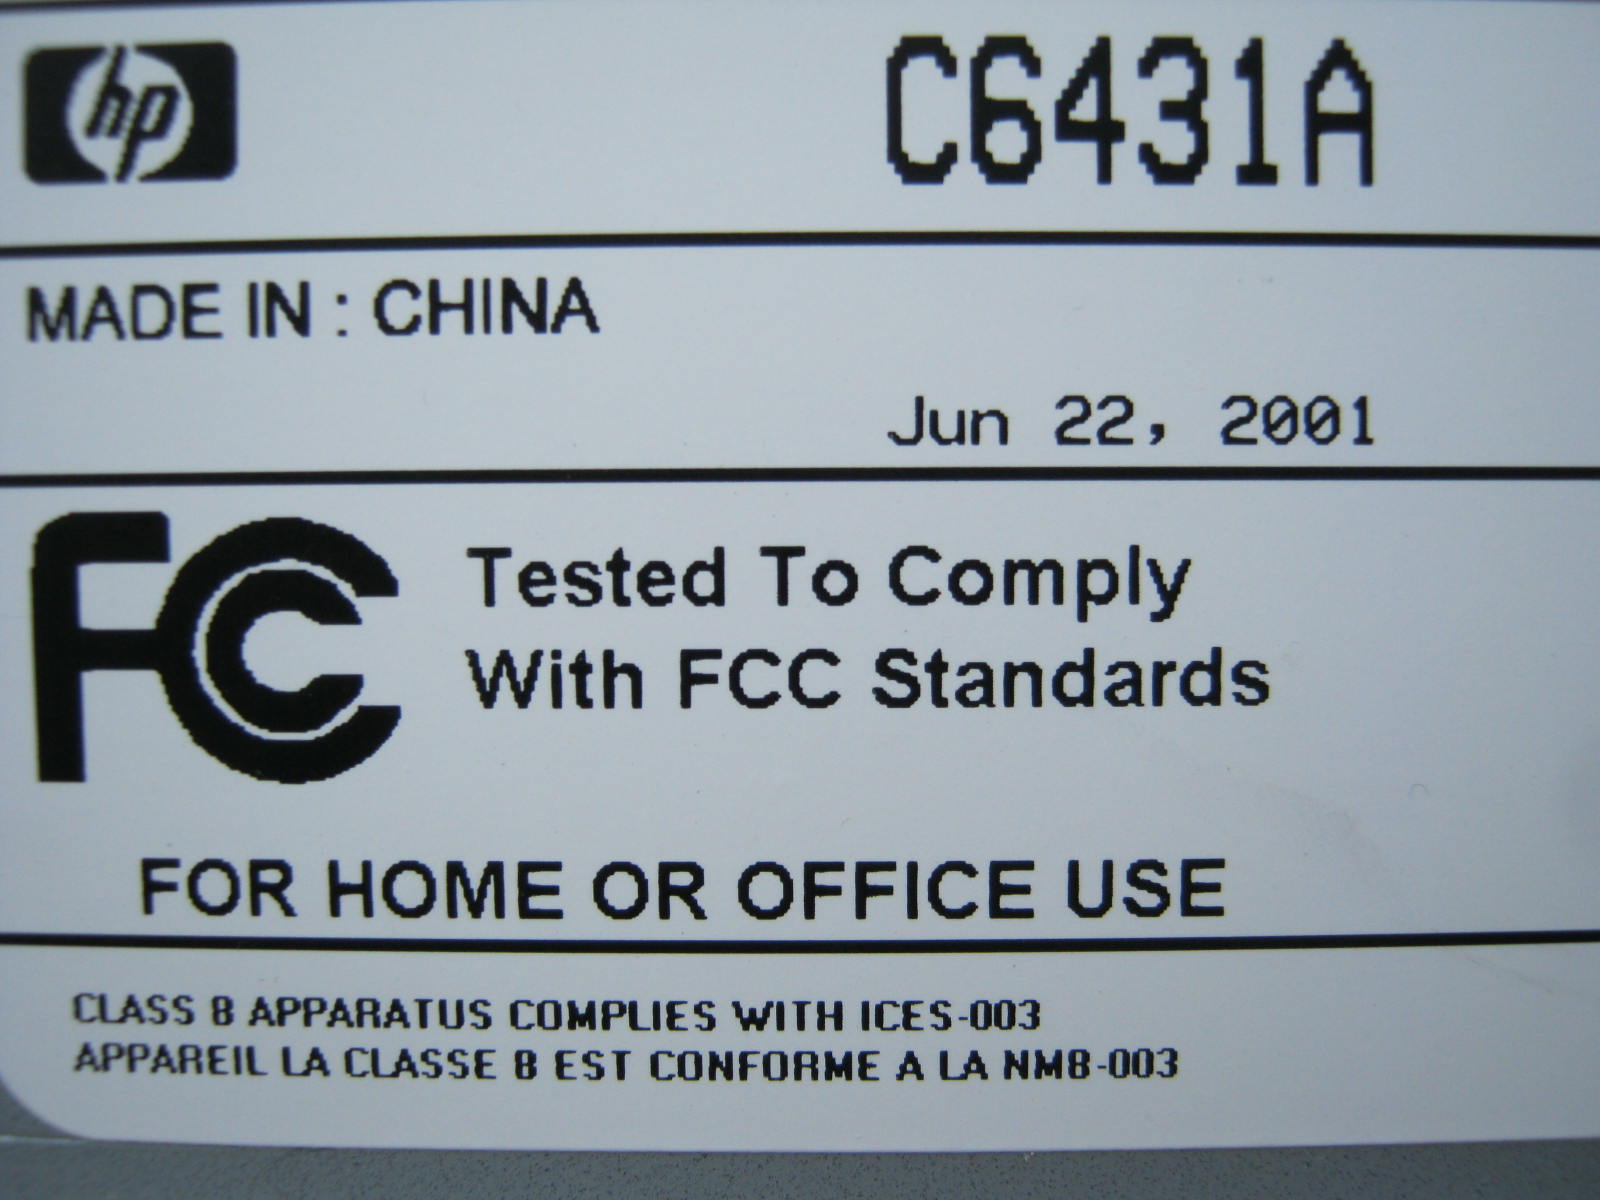 hp
C6431A
MADE IN : CHINA
Jun 22, 2001
FCC
Tested To Comply
With FCC Standards
FOR HOME OR OFFICE USE
CLASS B APPARATUS COMPLIES WITH ICES-003
APPAREIL LA CLASSE B EST CONFORME A LA NMB-003